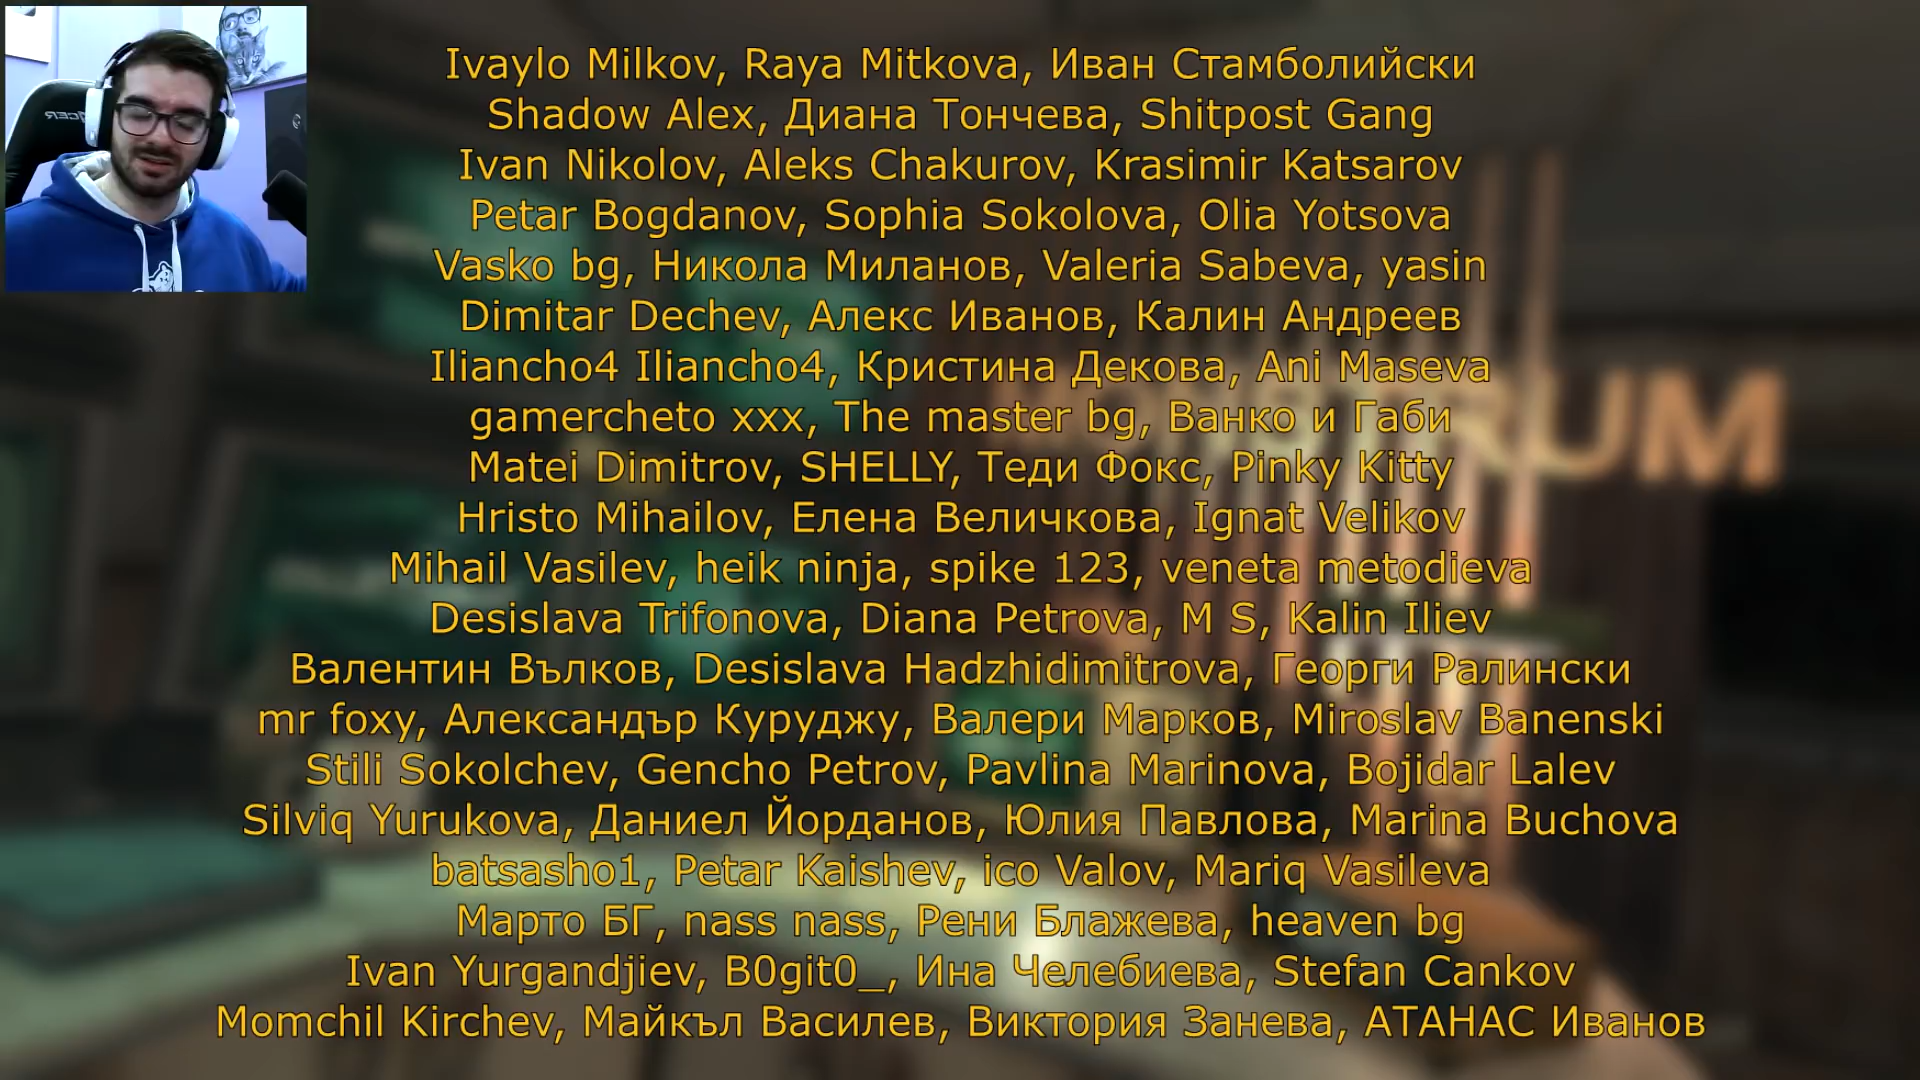 Ivaylo Milkov, Raya Mitkova, Иван Стамболийски
Shadow Alex, Диана Тончева, Shitpost Gang
Ivan Nikolov, Aleks Chakurov, Krasimir Katsarov
Petar Bogdanov, Sophia Sokolova, Olia Yotsova
Vasko bg, Никола Миланов, Valeria Sabeva, yasin
Dimitar Dechev, Алекс Иванов, Калин Андреев
Iliancho4 Iliancho4, Кристина Декова, Ani Maseva
gamercheto xxx, The master bg, Ванко и Габи
Matei Dimitrov, SHELLY, Теди Фокс, Pinky Kitty
Hristo Mihailov, Елена Величкова, Ignat Velikov
Mihail Vasilev, heik ninja, spike 123, veneta metodieva
Desislava Trifonova, Diana Petrova, M S, Kalin Iliev
Валентин Вълков, Desislava Hadzhidimitrova, Георги Ралински
mr foxy, Александър Куруджу, Валери Марков, Miroslav Banenski
Stili Sokolchev, Gencho Petrov, Pavlina Marinova, Bojidar Lalev
Silviq Yurukova, Даниел Йорданов, Юлия Павлова, Marina Buchova
batsasho1, Petar Kaishev, ico Valov, Mariq Vasileva
Марто БГ, nass nass, Рени Блажева, heaven bg
Ivan Yurgandjiev, B0git0_, Ина Челебиева, Stefan Cankov
Momchil Kirchev, Майкъл Василев, Виктория Занева, АТАНАС Иванов